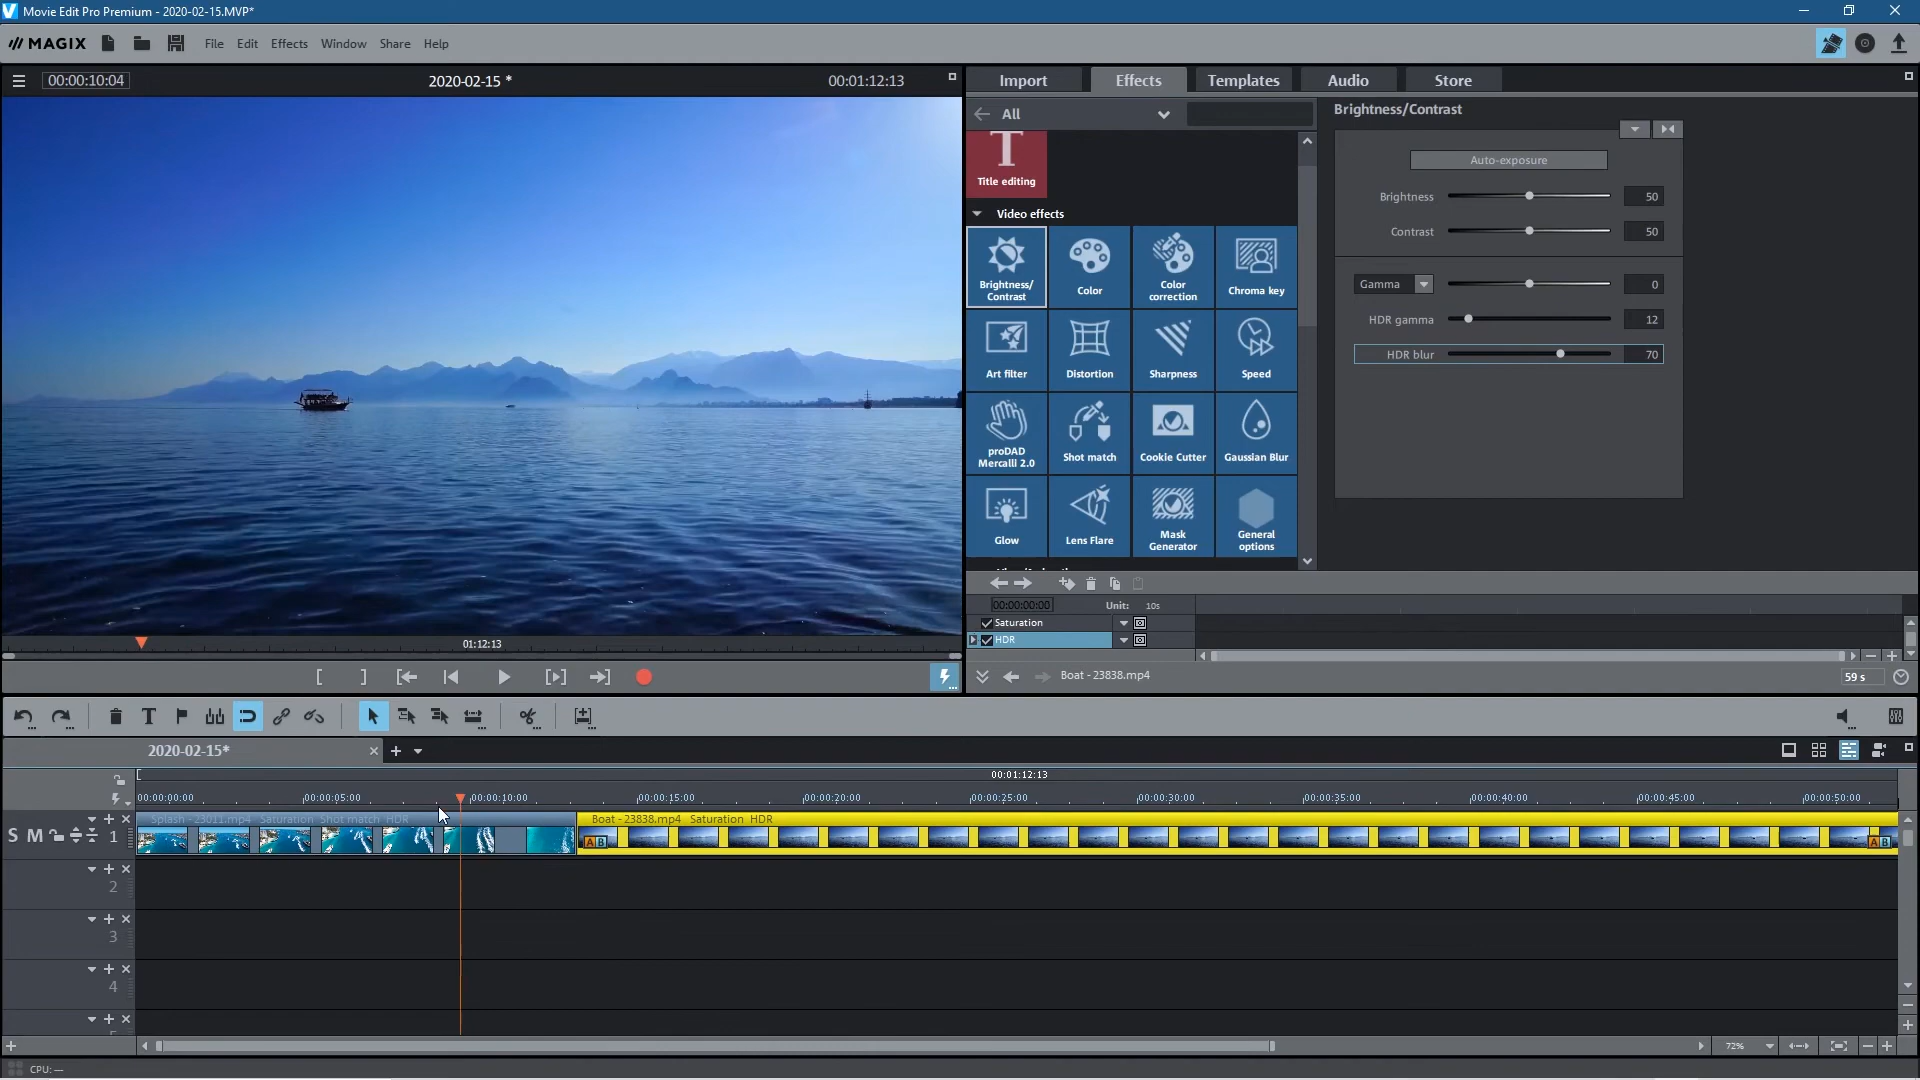 Movie Edit Pro Premium - 2020-02-15.MVP*
MAGIX File Edit Effects Window Share Help
00:00:10:04 2020-02-15 * 00:01:12:13
Import Effects Templates Audio Store
All
Brightness/Contrast
Title editing
Auto-exposure
Brightness 50
Contrast 50
Gamma 0
HDR gamma 12
HDR blur 70
Video effects
Brightness/
Contrast
Color
Color
correction
Chroma key
Art filter
Distortion
Sharpness
Speed
proDAD
Mercalli 2.0
Shot match
Cookie Cutter
Gaussian Blur
Glow
Lens Flare
Mask
Generator
General
options
00:00:00:00 Unit: 10s
Saturation
HDR
01:12:13
Boat - 23838.mp4 59 s
2020-02-15*
00:01:12:13
00:00:00:00 00:00:05:00 00:00:10:00 00:00:15:00 00:00:20:00 00:00:25:00 00:00:30:00 00:00:35:00 00:00:40:00 00:00:45:00 00:00:50:00
Splash - 23011.mp4 Saturation Shot match HDR
Boat - 23838.mp4 Saturation HDR
S M 1
A B A B
2
3
4
72%
CPU: —